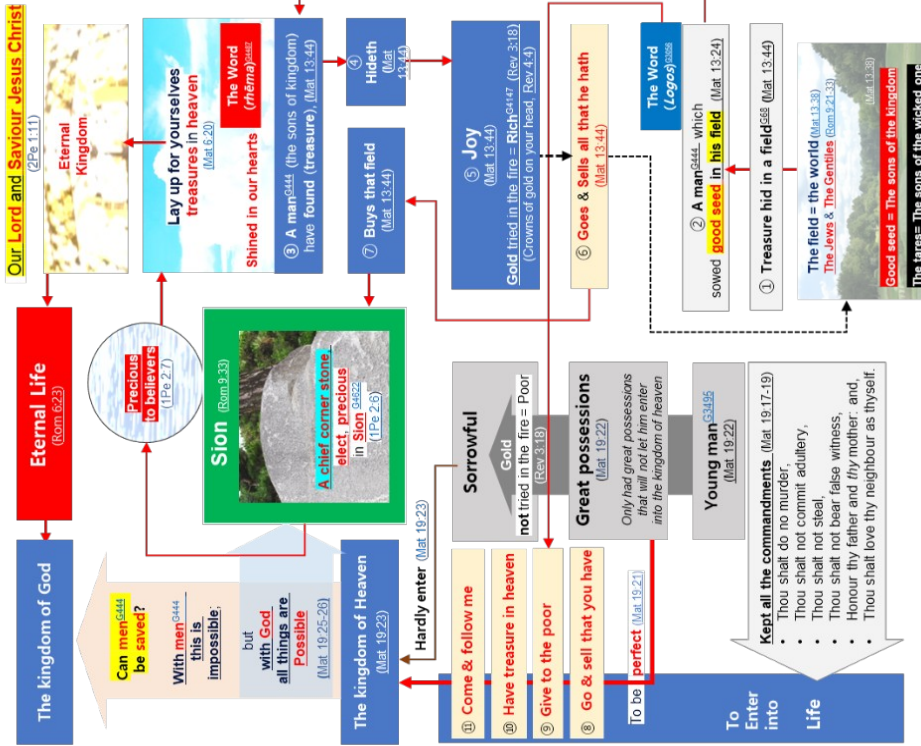 Our Lord and Saviour Jesus Christ
(2Pe 1:11)
The kingdom of God
Eternal Life
(Rom 6:23)
Eternal
Kingdom
Can menG444
be saved?
With menG444
this is
impossible;
but
with God
all things are
Possible
(Mat 19:25-26)
Precious
to believers
(1Pe 2:7)
Lay up for yourselves
treasures in heaven
(Mat 6:20)
The Word
(rhēma)G4487
Shined in our hearts
Sion (Rom 9:33)
A chief corner stone,
elect, precious
in Sion G4622
(1Pe 2:6)
③ A manG444 (the sons of kingdom)
have found (treasure), (Mat 13:44)
The kingdom of Heaven
(Mat 19:23)
⑦ Buys that field
(Mat 13:44)
④
Hideth
(Mat
13:44)
Hardly enter (Mat 19:23)
⑪ Come & follow me
⑩ Have treasure in heaven
⑨ Give to the poor
⑧ Go & sell that you have
Sorrowful
Gold
not tried in the fire = Poor
(Rev 3:18)
⑤ Joy
(Mat 13:44)
Gold tried in the fire = RichG4147 (Rev 3:18)
(Crowns of gold on your head, Rev 4:4)
Great possessions
(Mat 19:22)
Only had great possessions
that will not let him enter
into the kingdom of heaven
⑥ Goes & Sells all that he hath
(Mat 13:44)
To be perfect (Mat 19:21)
The Word
(Logos)G3056
Young manG3495
(Mat 19:22)
② A manG444 which
sowed good seed in his field (Mat 13:24)
① Treasure hid in a fieldG68 (Mat 13:44)
To
Enter
into
Life
Kept all the commandments (Mat 19:17-19)
• Thou shalt do no murder,
• Thou shalt not commit adultery,
• Thou shalt not steal,
• Thou shalt not bear false witness,
• Honour thy father and thy mother: and,
• Thou shalt love thy neighbour as thyself.
The field = the world (Mat 13:38)
The Jews & The Gentiles (Rom 9:21-33)
Good seed = The sons of the kingdom (Mat 13:38)
The tares= The sons of the wicked one